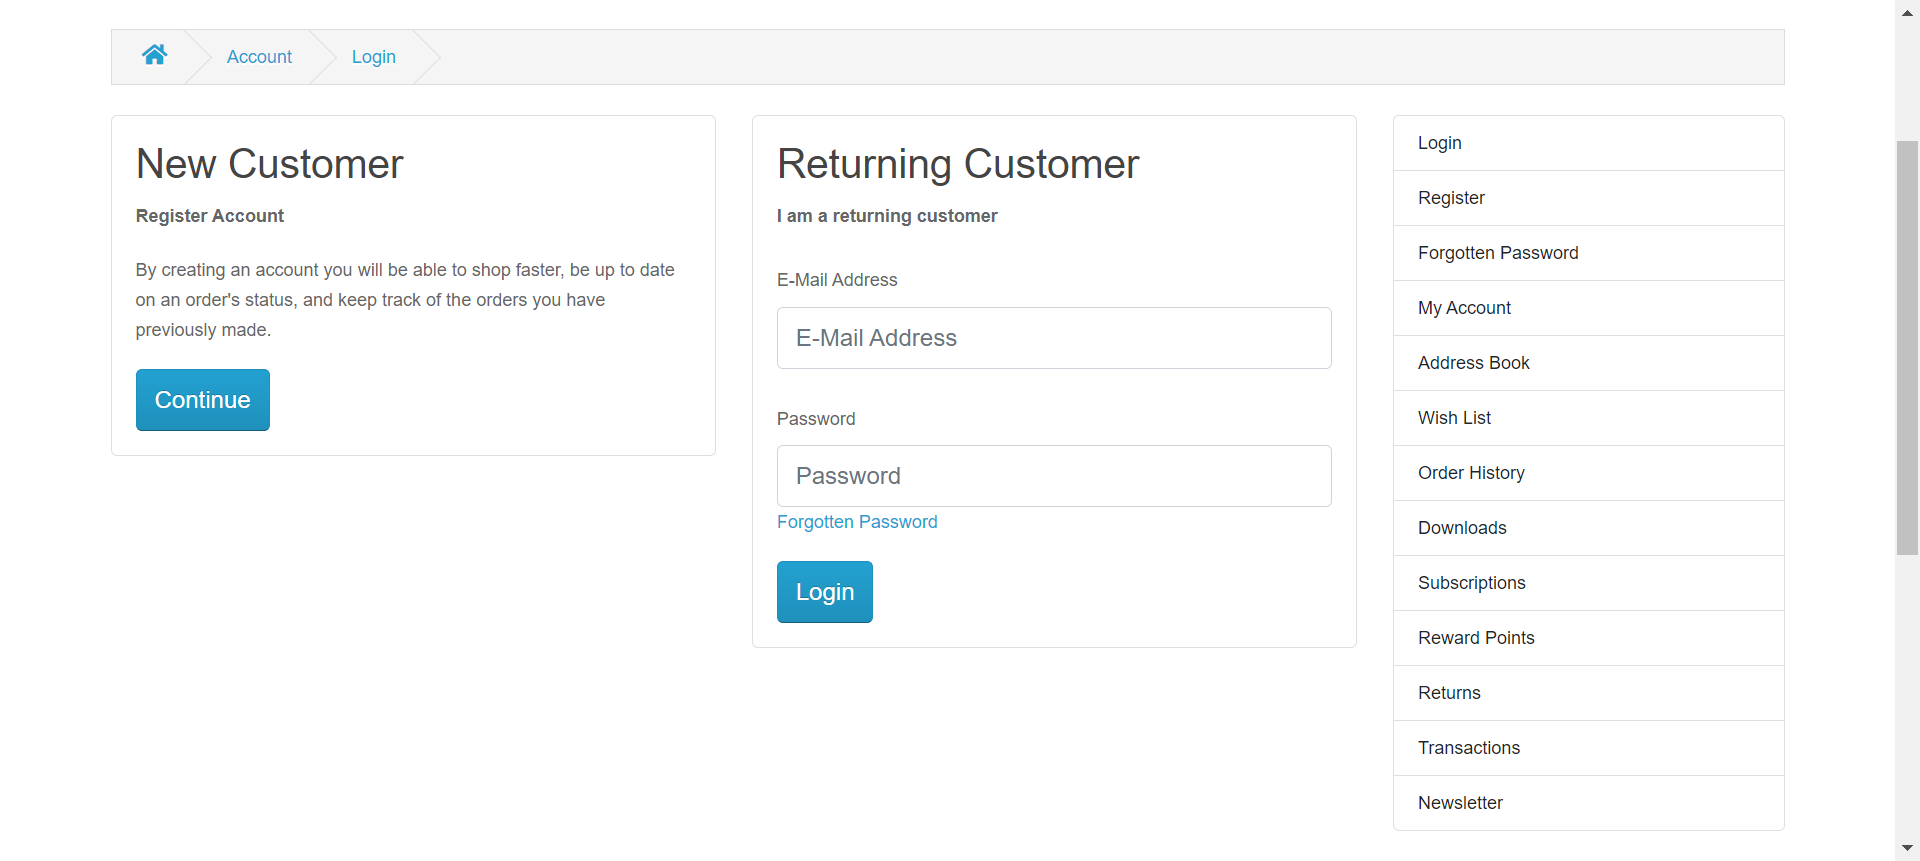 Account
Login
New Customer
Register Account
By creating an account you will be able to shop faster, be up to date
on an order's status, and keep track of the orders you have
previously made.
Continue
Returning Customer
I am a returning customer
E-Mail Address
E-Mail Address
Password
Password
Forgotten Password
Login
Login
Register
Forgotten Password
My Account
Address Book
Wish List
Order History
Downloads
Subscriptions
Reward Points
Returns
Transactions
Newsletter